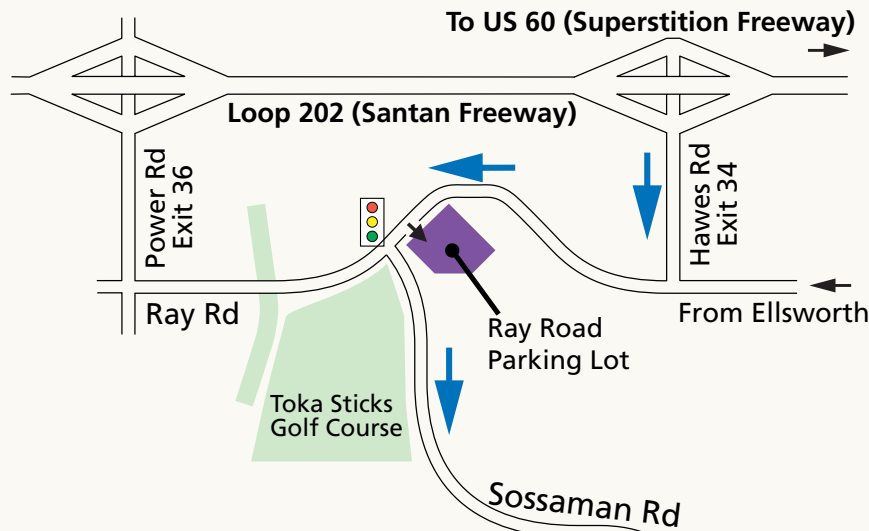 To US 60 (Superstition Freeway)
Loop 202 (Santan Freeway)
Power Rd
Exit 36
Hawes Rd
Exit 34
Ray Rd
From Ellsworth
Ray Road
Parking Lot
Toka Sticks
Golf Course
Sossaman Rd